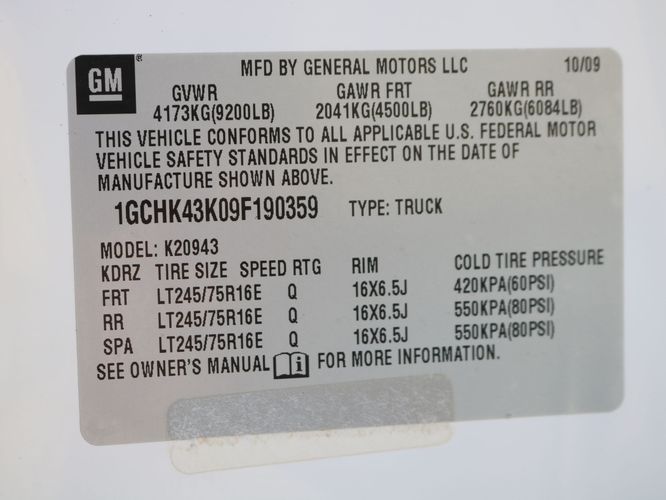 GM ® MFD BY GENERAL MOTORS LLC 10/09
GVWR GAWR FRT GAWR RR
4173KG(9200LB) 2041KG(4500LB) 2760KG(6084LB)
THIS VEHICLE CONFORMS TO ALL APPLICABLE U.S. FEDERAL MOTOR
VEHICLE SAFETY STANDARDS IN EFFECT ON THE DATE OF
MANUFACTURE SHOWN ABOVE.
1GCHK43K09F190359 TYPE: TRUCK
MODEL: K20943
KDRZ TIRE SIZE SPEED RTG RIM COLD TIRE PRESSURE
FRT LT245/75R16E Q 16X6.5J 420KPA(60PSI)
RR LT245/75R16E Q 16X6.5J 550KPA(80PSI)
SPA LT245/75R16E Q 16X6.5J 550KPA(80PSI)
SEE OWNER'S MANUAL i FOR MORE INFORMATION.